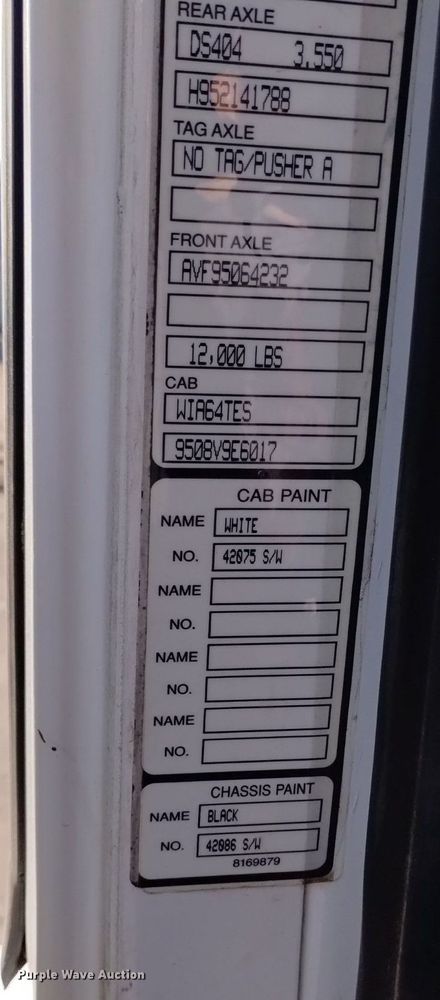 REAR AXLE
DS404 3.550
H952141788
TAG AXLE
NO TAG/PUSHER A
FRONT AXLE
AVF95064232
12,000 LBS
CAB
WIA64TES
9508V9E6017
CAB PAINT
NAME WHITE
NO. 42075 S/W
NAME
NO.
NAME
NO.
NAME
NO.
CHASSIS PAINT
NAME BLACK
NO. 42086 S/W
8169879
Purple Wave Auction